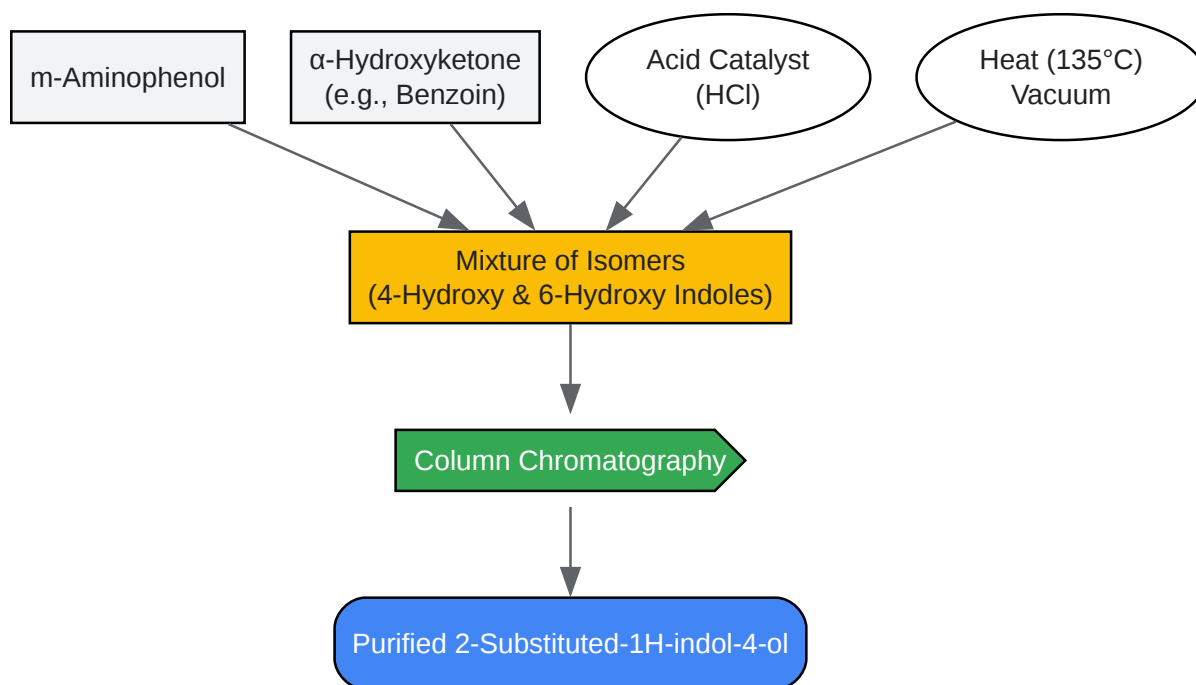 m-Aminophenol
α-Hydroxyketone
(e.g., Benzoin)
Acid Catalyst
(HCl)
Heat (135°C)
Vacuum
Mixture of Isomers
(4-Hydroxy & 6-Hydroxy Indoles)
Column Chromatography
Purified 2-Substituted-1H-indol-4-ol